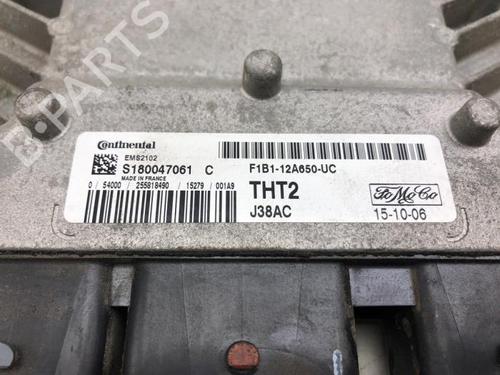 Continental
EMS2102
S180047061 C
MADE IN FRANCE
0 / 54000 / 255818490 / 15279 / 001A9
F1B1-12A650-UC
THT2
J38AC
FoMoCo
15-10-06
B-PARTS